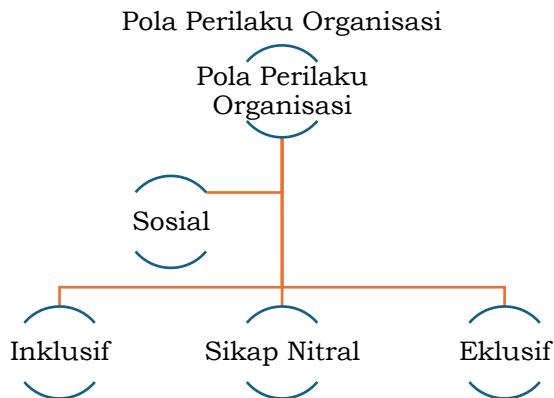 Pola Perilaku Organisasi
Pola Perilaku
Organisasi
Sosial
Inklusif
Sikap Nitral
Eklusif